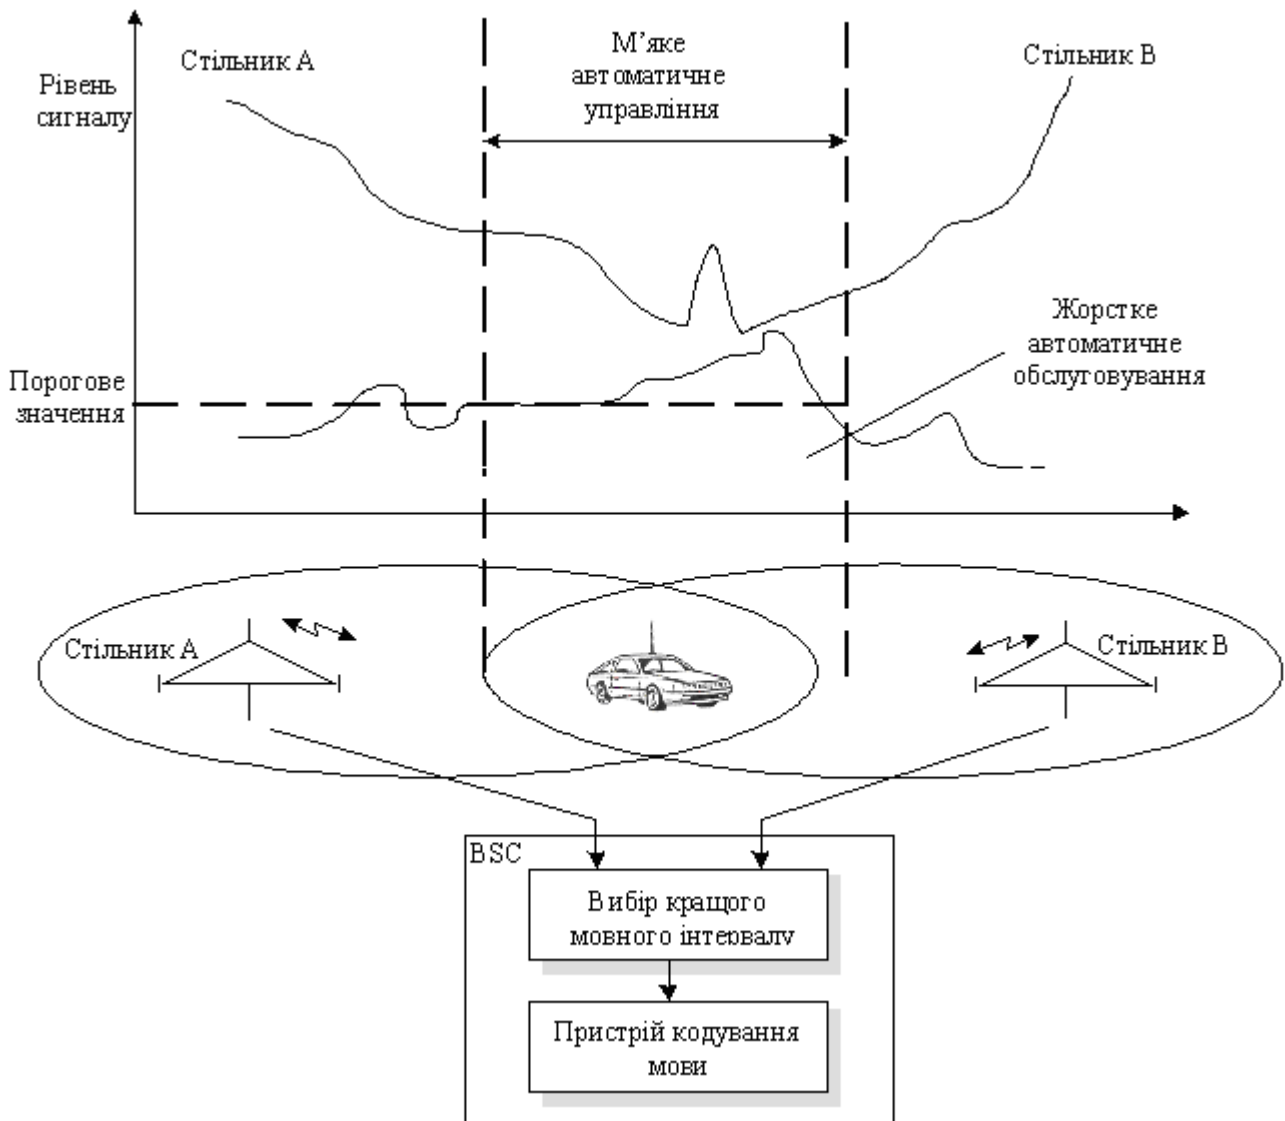 Стільник А
М’яке
автоматичне
управління
Стільник В
Рівень
сигналу
Жорстке
автоматичне
обслуговування
Порогове
значення
Стільник А
Стільник В
BSC
Вибір кращого
мовного інтервалу
Пристрій кодування
мови